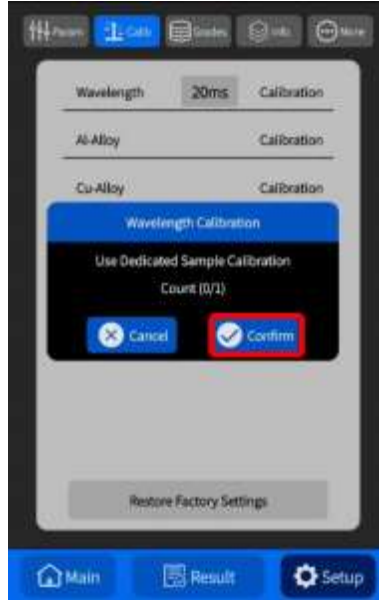 Param Calib Grades Info More
Wavelength 20ms Calibration
Al-Alloy Calibration
Cu-Alloy Calibration
Wavelength Calibration
Use Dedicated Sample Calibration
Count (0/1)
Cancel Confirm
Restore Factory Settings
Main Result Setup